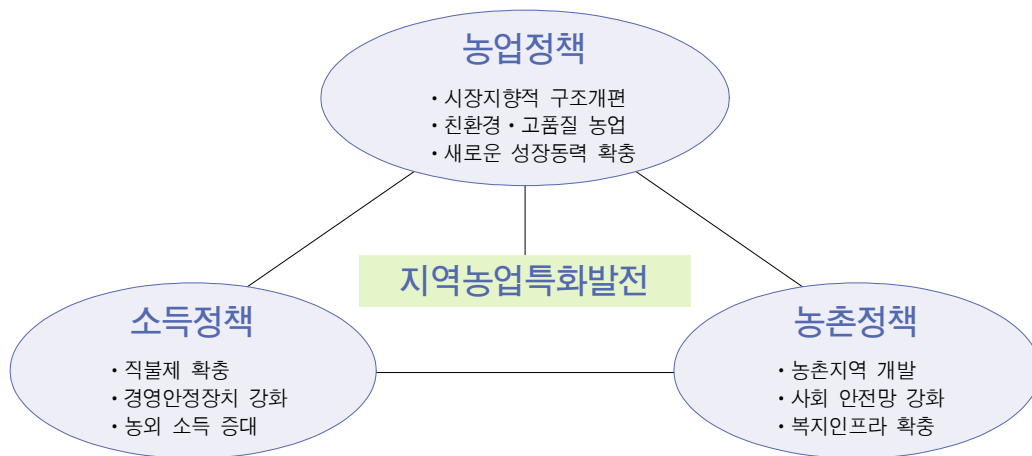 농업정책
・시장지향적 구조개편
・친환경・고품질 농업
・새로운 성장동력 확충
지역농업특화발전
소득정책
・직불제 확충
・경영안정장치 강화
・농외 소득 증대
농촌정책
・농촌지역 개발
・사회 안전망 강화
・복지인프라 확충